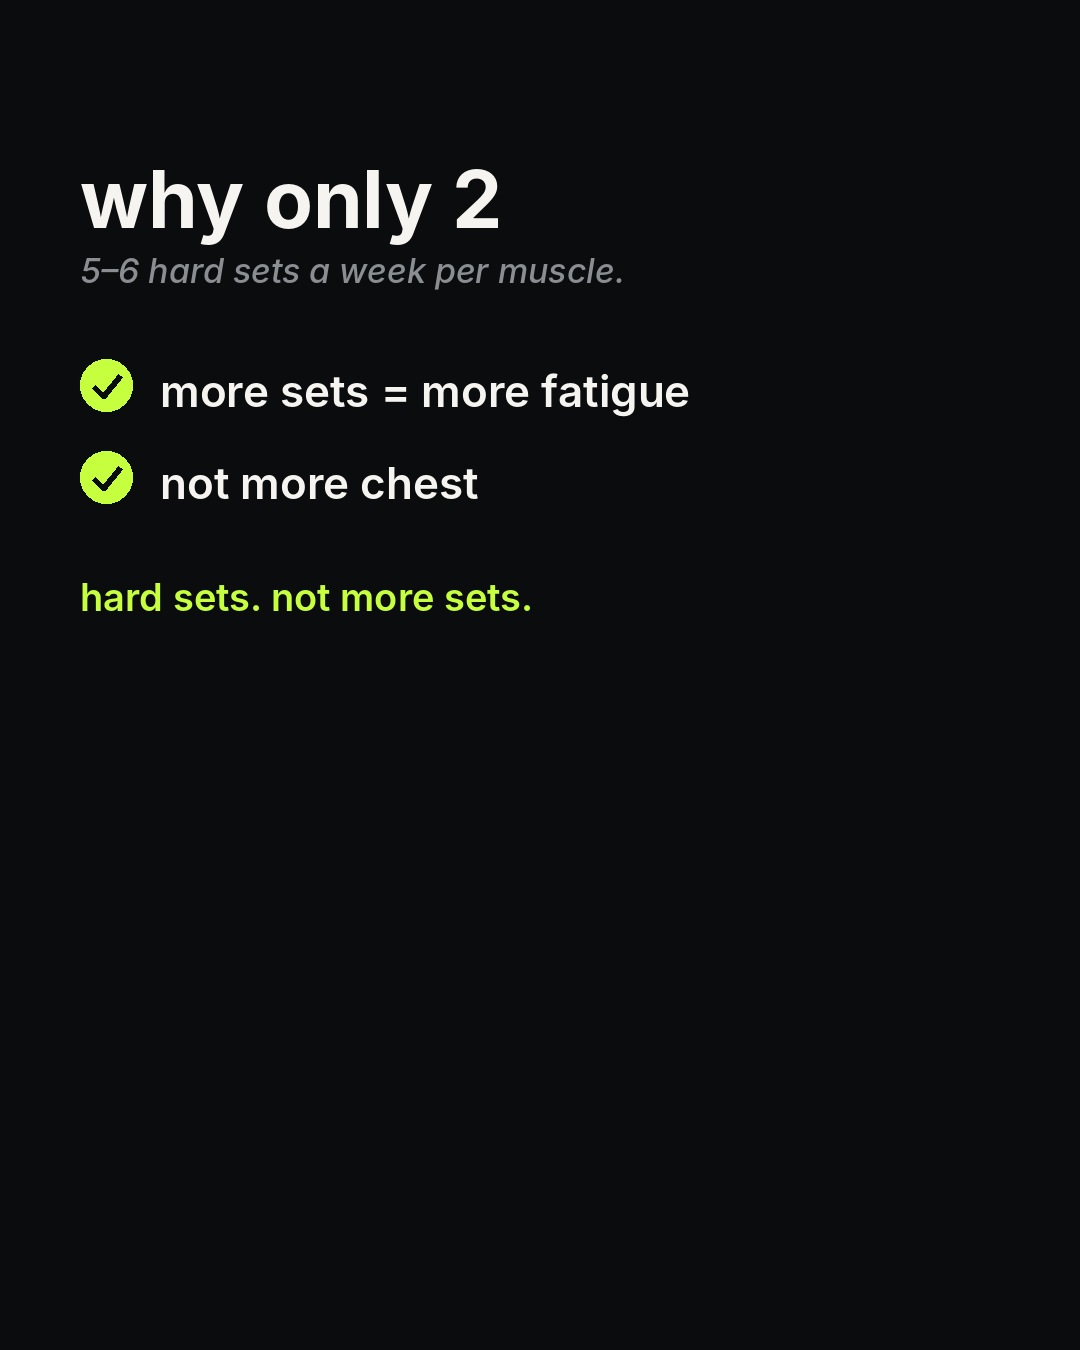 why only 2
5–6 hard sets a week per muscle.
more sets = more fatigue
not more chest
hard sets. not more sets.